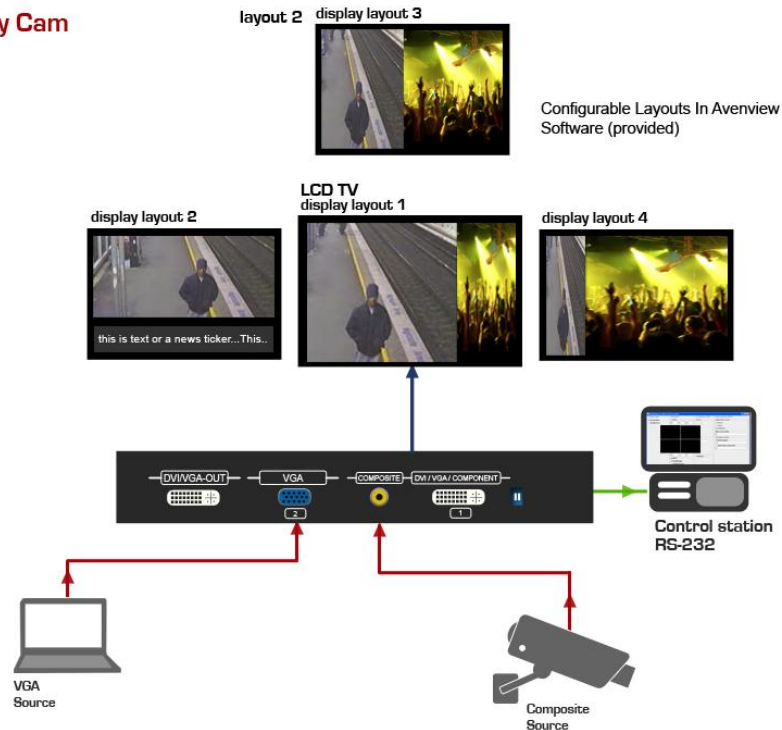 y Cam
layout 2 display layout 3
Configurable Layouts In Avenview
Software (provided)
LCD TV
display layout 1
display layout 2
display layout 4
this is text or a news ticker...This..
DVI/VGA-OUT
VGA
COMPOSITE
DVI / VGA / COMPONENT
2
1
Control station
RS-232
VGA
Source
Composite
Source